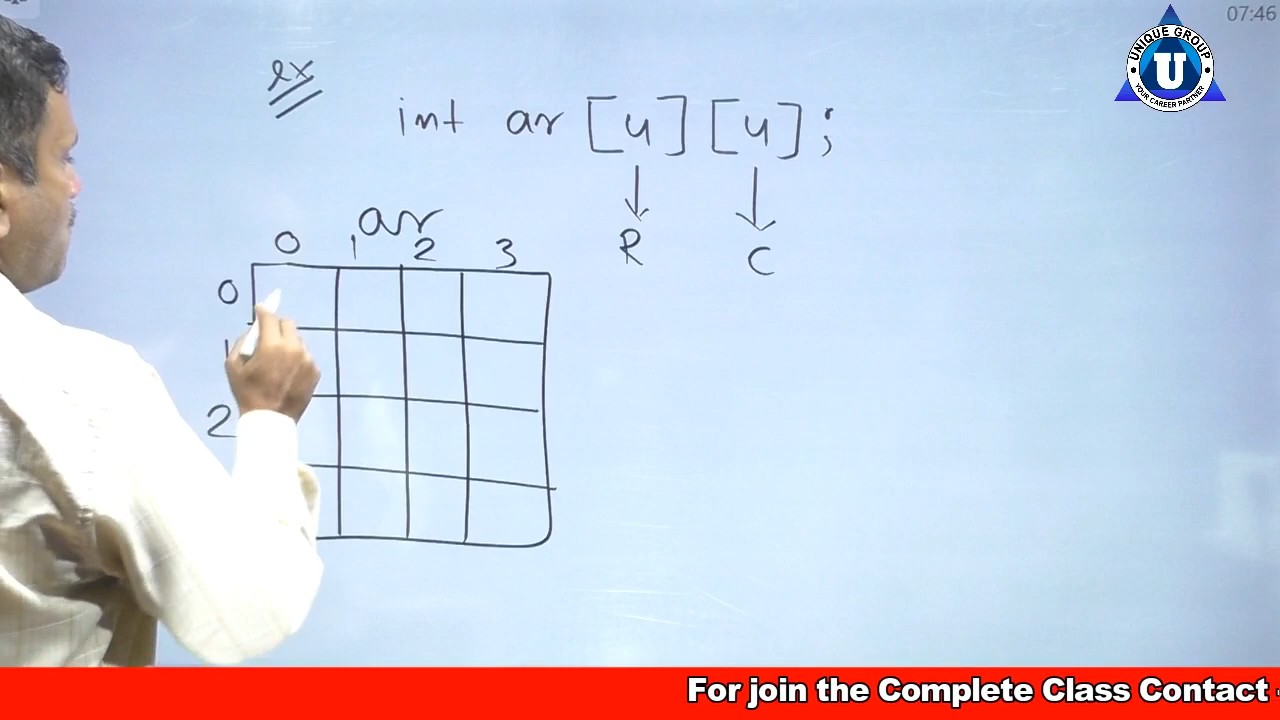 07:46
UNIQUE GROUP
U
YOUR CAREER PARTNER
ex
int ar [4] [4];
R C
ar
0 1 2 3
0
1
2
For join the Complete Class Contact -